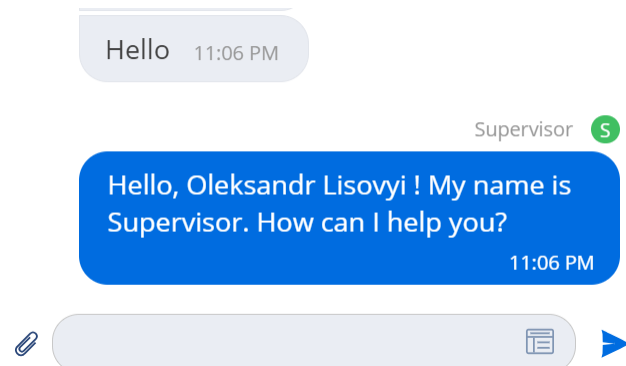 Hello 11:06 PM
Supervisor S
Hello, Oleksandr Lisovyi ! My name is
Supervisor. How can I help you?
11:06 PM